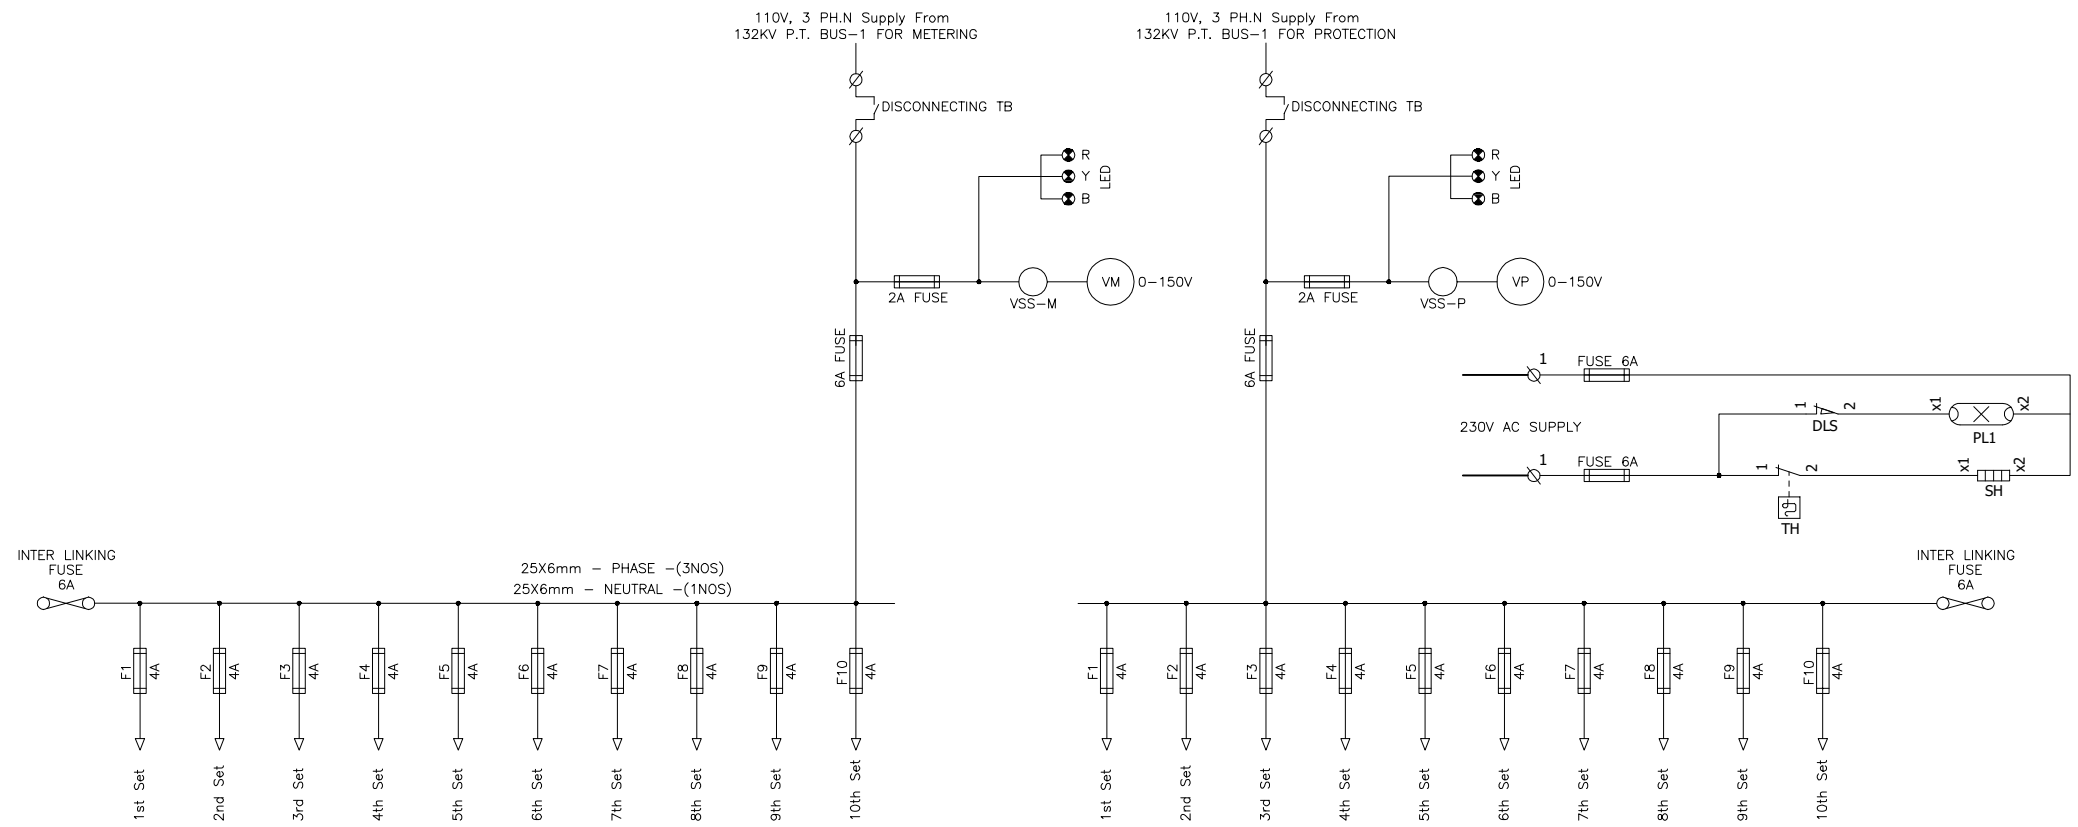 110V, 3 PH.N Supply From
132KV P.T. BUS-1 FOR METERING
DISCONNECTING TB
R
Y
B
LED
2A FUSE
VSS-M
VM
0-150V
6A FUSE
110V, 3 PH.N Supply From
132KV P.T. BUS-1 FOR PROTECTION
DISCONNECTING TB
R
Y
B
LED
2A FUSE
VSS-P
VP
0-150V
6A FUSE
1
FUSE 6A
230V AC SUPPLY
1
2
DLS
x1
x2
PL1
1
FUSE 6A
1
2
TH
x1
x2
SH
INTER LINKING
FUSE
6A
25X6mm - PHASE -(3NOS)
25X6mm - NEUTRAL -(1NOS)
F1
4A
F2
4A
F3
4A
F4
4A
F5
4A
F6
4A
F7
4A
F8
4A
F9
4A
F10
4A
1st Set
2nd Set
3rd Set
4th Set
5th Set
6th Set
7th Set
8th Set
9th Set
10th Set
INTER LINKING
FUSE
6A
F1
4A
F2
4A
F3
4A
F4
4A
F5
4A
F6
4A
F7
4A
F8
4A
F9
4A
F10
4A
1st Set
2nd Set
3rd Set
4th Set
5th Set
6th Set
7th Set
8th Set
9th Set
10th Set